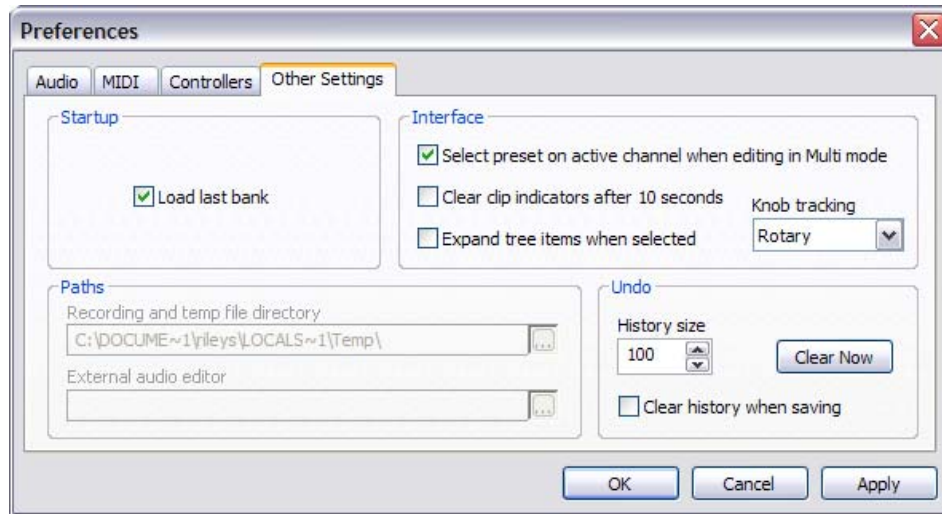 Preferences
Audio MIDI Controllers Other Settings
Startup
Load last bank
Interface
Select preset on active channel when editing in Multi mode
Clear clip indicators after 10 seconds
Expand tree items when selected
Knob tracking
Rotary
Paths
Recording and temp file directory
C:\DOCUME~1\rileys\LOCALS~1\Temp\
...
External audio editor
...
Undo
History size
100
Clear Now
Clear history when saving
OK Cancel Apply